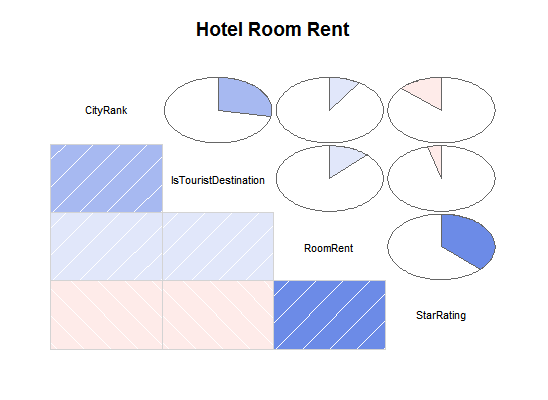 Hotel Room Rent
CityRank
IsTouristDestination
RoomRent
StarRating